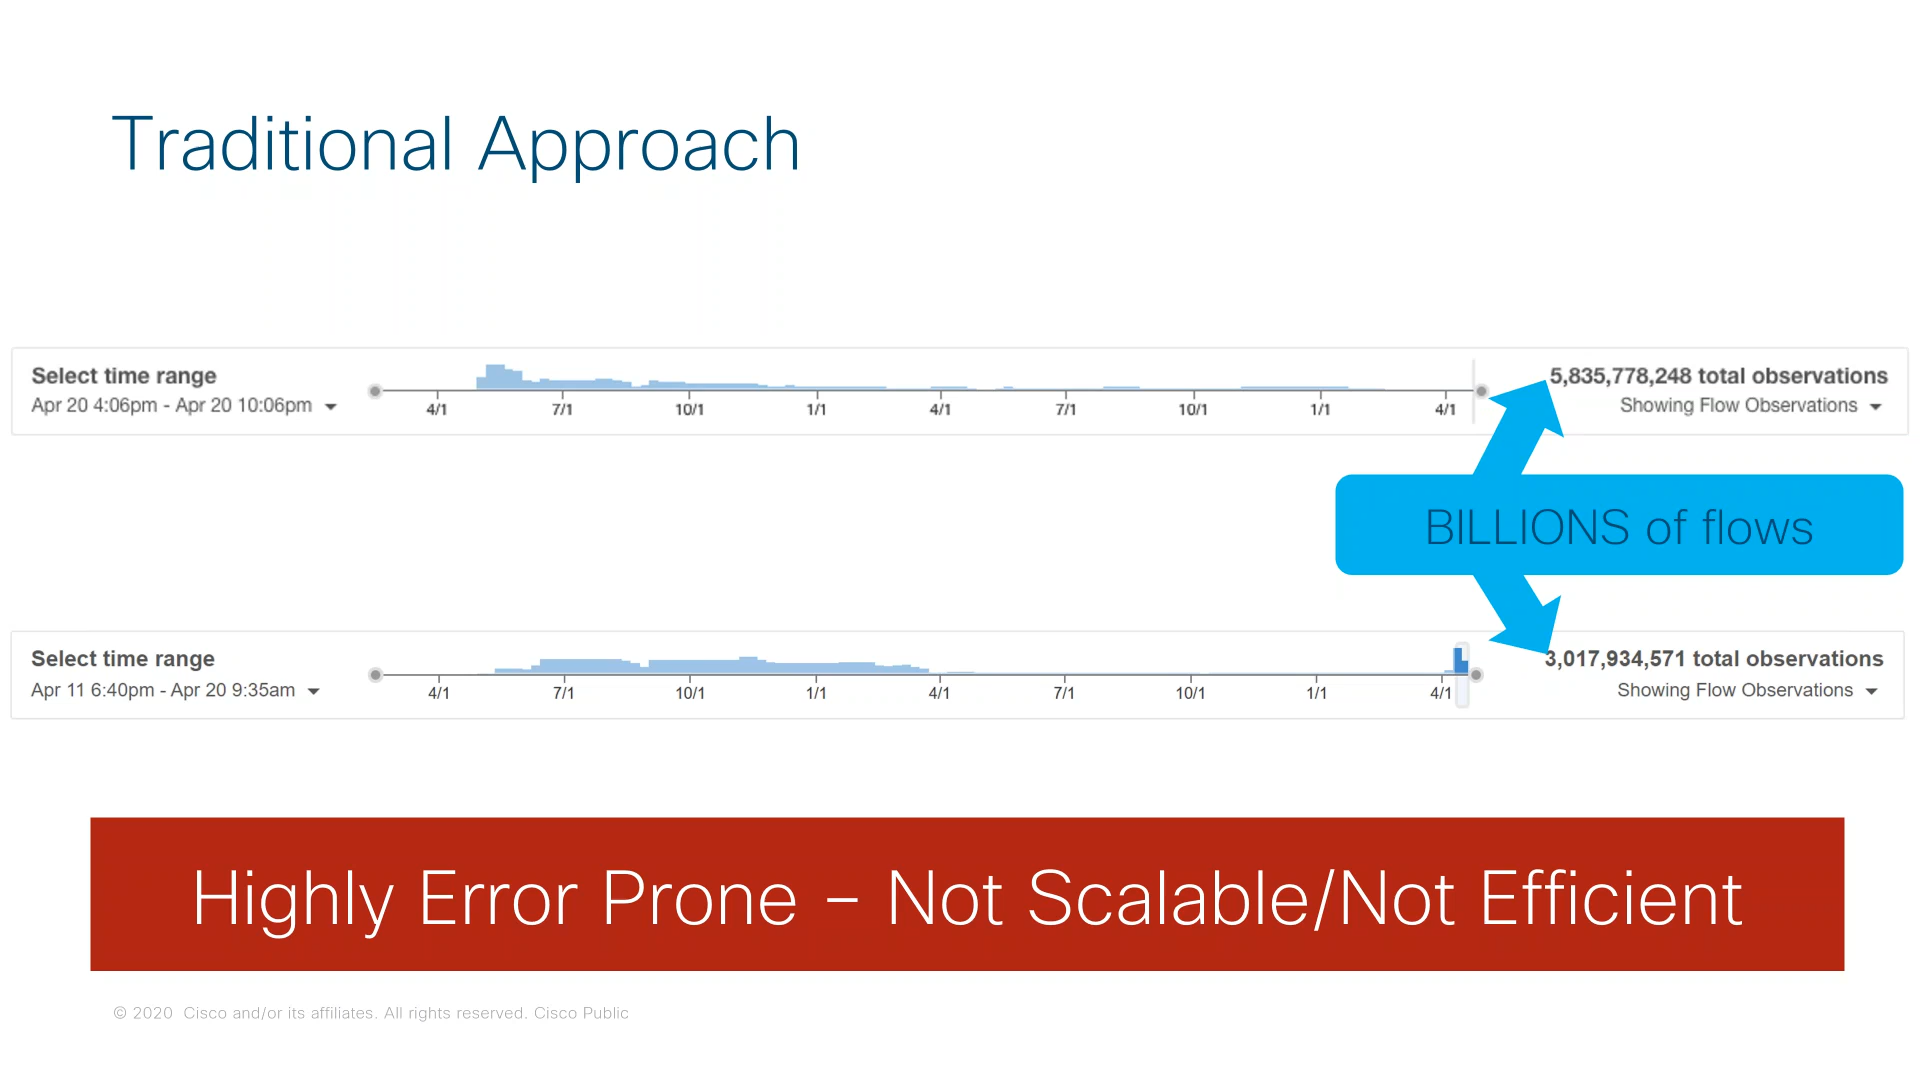 Traditional Approach
Select time range
Apr 20 4:06pm - Apr 20 10:06pm
4/1 7/1 10/1 1/1 4/1 7/1 10/1 1/1 4/1
5,835,778,248 total observations
Showing Flow Observations
BILLIONS of flows
Select time range
Apr 11 6:40pm - Apr 20 9:35am
4/1 7/1 10/1 1/1 4/1 7/1 10/1 1/1 4/1
3,017,934,571 total observations
Showing Flow Observations
Highly Error Prone – Not Scalable/Not Efficient
© 2020 Cisco and/or its affiliates. All rights reserved. Cisco Public